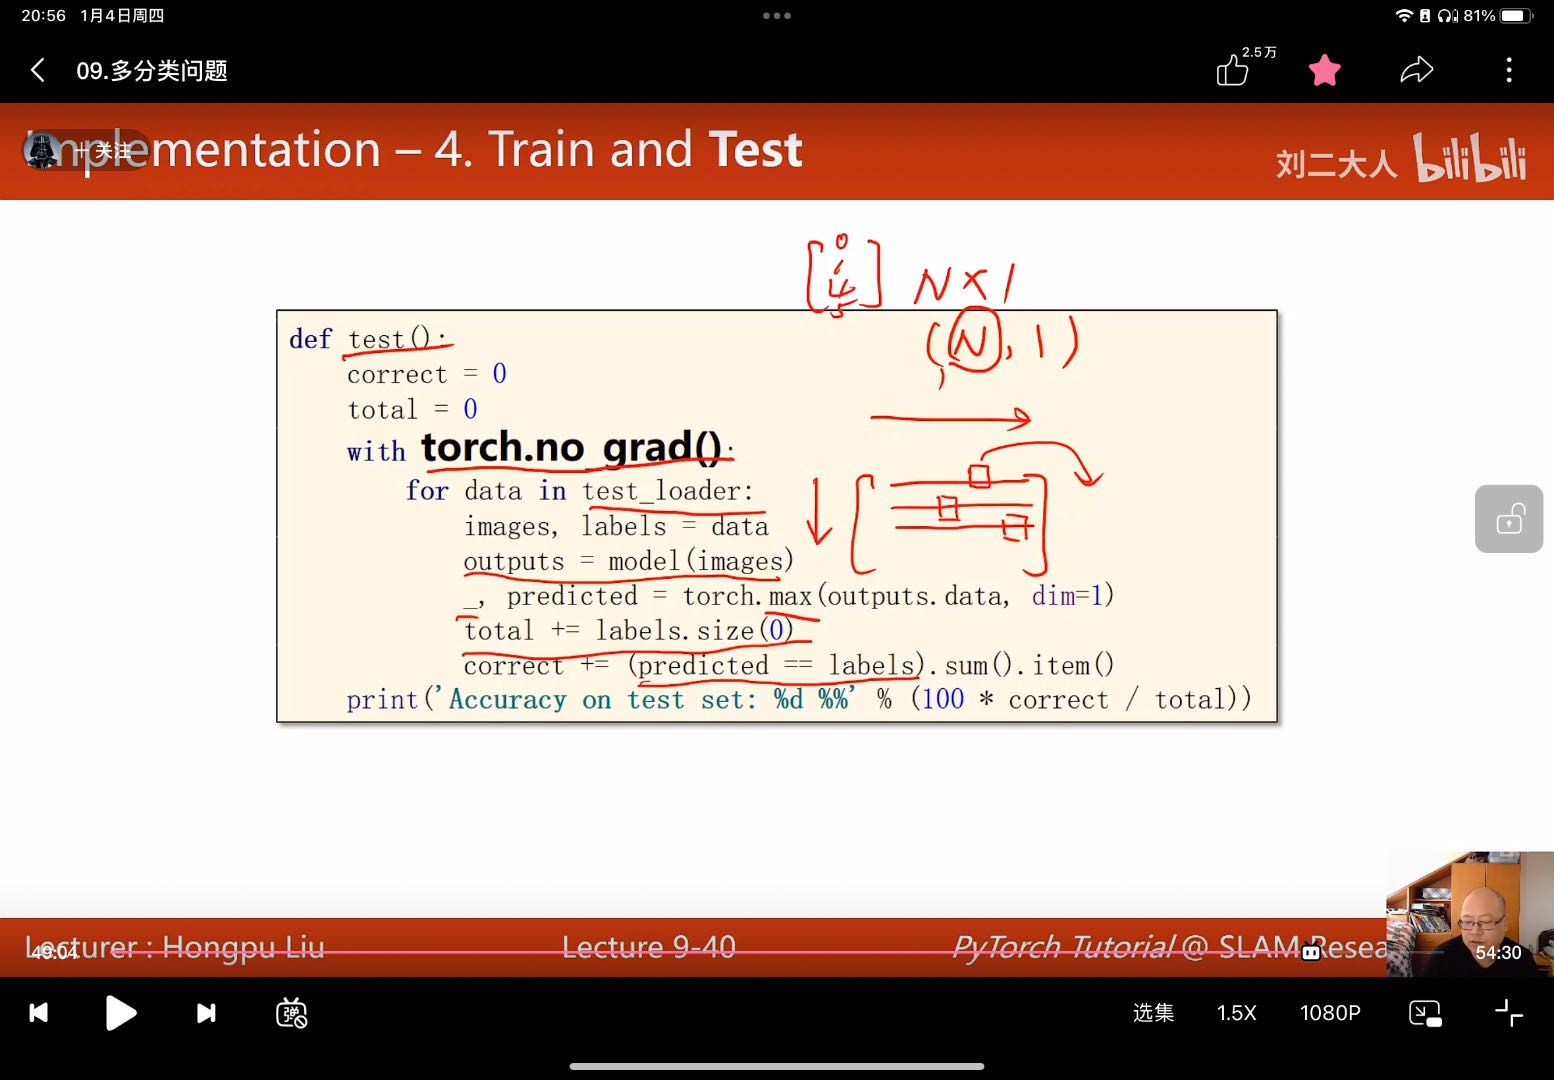 20:56 1月4日周四
81%
09.多分类问题
2.5万
+ 关注
Implementation – 4. Train and Test
刘二大人 bilibili
0
4
5
N × 1
(N, 1)
def test():
correct = 0
total = 0
with torch.no_grad():
for data in test_loader:
images, labels = data
outputs = model(images)
_, predicted = torch.max(outputs.data, dim=1)
total += labels.size(0)
correct += (predicted == labels).sum().item()
print('Accuracy on test set: %d %%' % (100 * correct / total))
Lecturer : Hongpu Liu
Lecture 9-40
PyTorch Tutorial @ SLAM Resea
49:04
54:30
弹
选集
1.5X
1080P